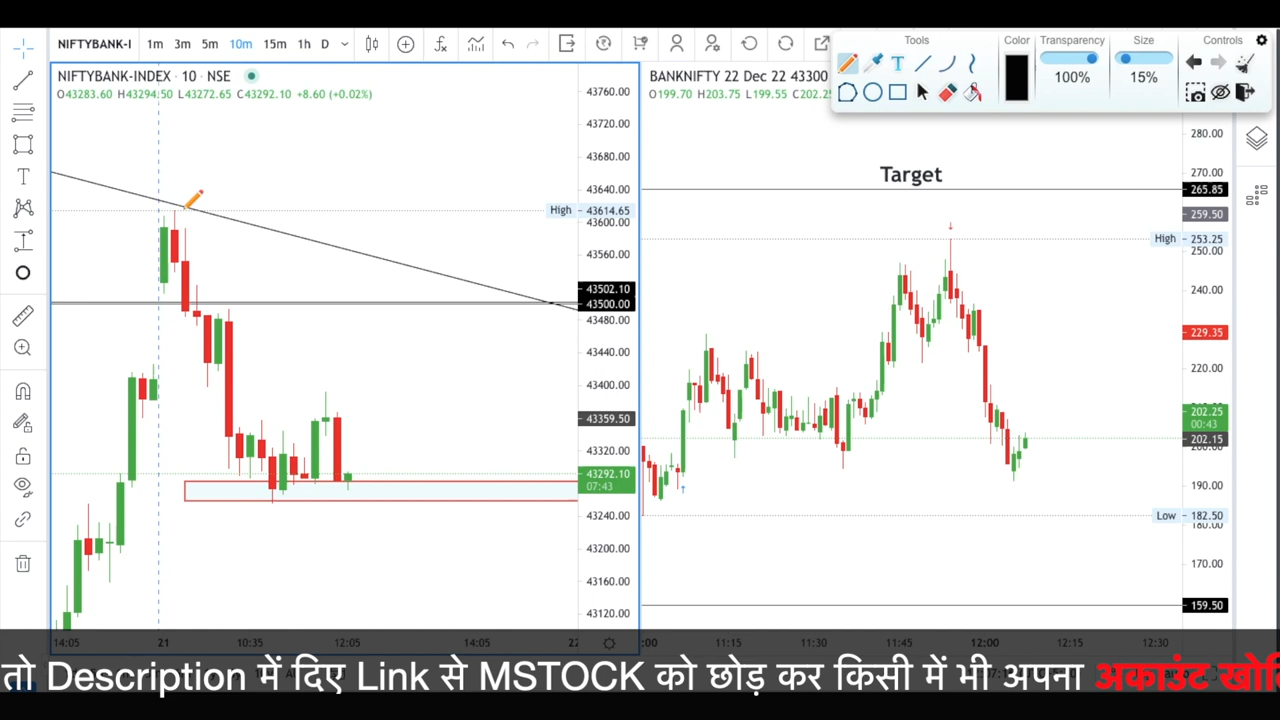 NIFTYBANK-I 1m 3m 5m 10m 15m 1h D
Tools Color Transparency Size Controls
100% 15%
NIFTYBANK-INDEX · 10 · NSE
O43283.60 H43294.50 L43272.65 C43292.10 +8.60 (+0.02%)
43760.00
43720.00
43680.00
43640.00
High 43614.65
43600.00
43560.00
43502.10
43500.00
43480.00
43440.00
43400.00
43359.50
43320.00
43292.10
07:43
43240.00
43200.00
43160.00
43120.00
14:05 21 10:35 12:05 14:05 22
BANKNIFTY 22 Dec 22 43300
O199.70 H203.75 L199.55 C202.25
280.00
Target
270.00
265.85
259.50
High 253.25
250.00
240.00
229.35
220.00
202.25
00:43
202.15
190.00
Low 182.50
180.00
170.00
159.50
:00 11:15 11:30 11:45 12:00 12:15 12:30
तो Description में दिए Link से MSTOCK को छोड़ कर किसी में भी अपना अकाउंट